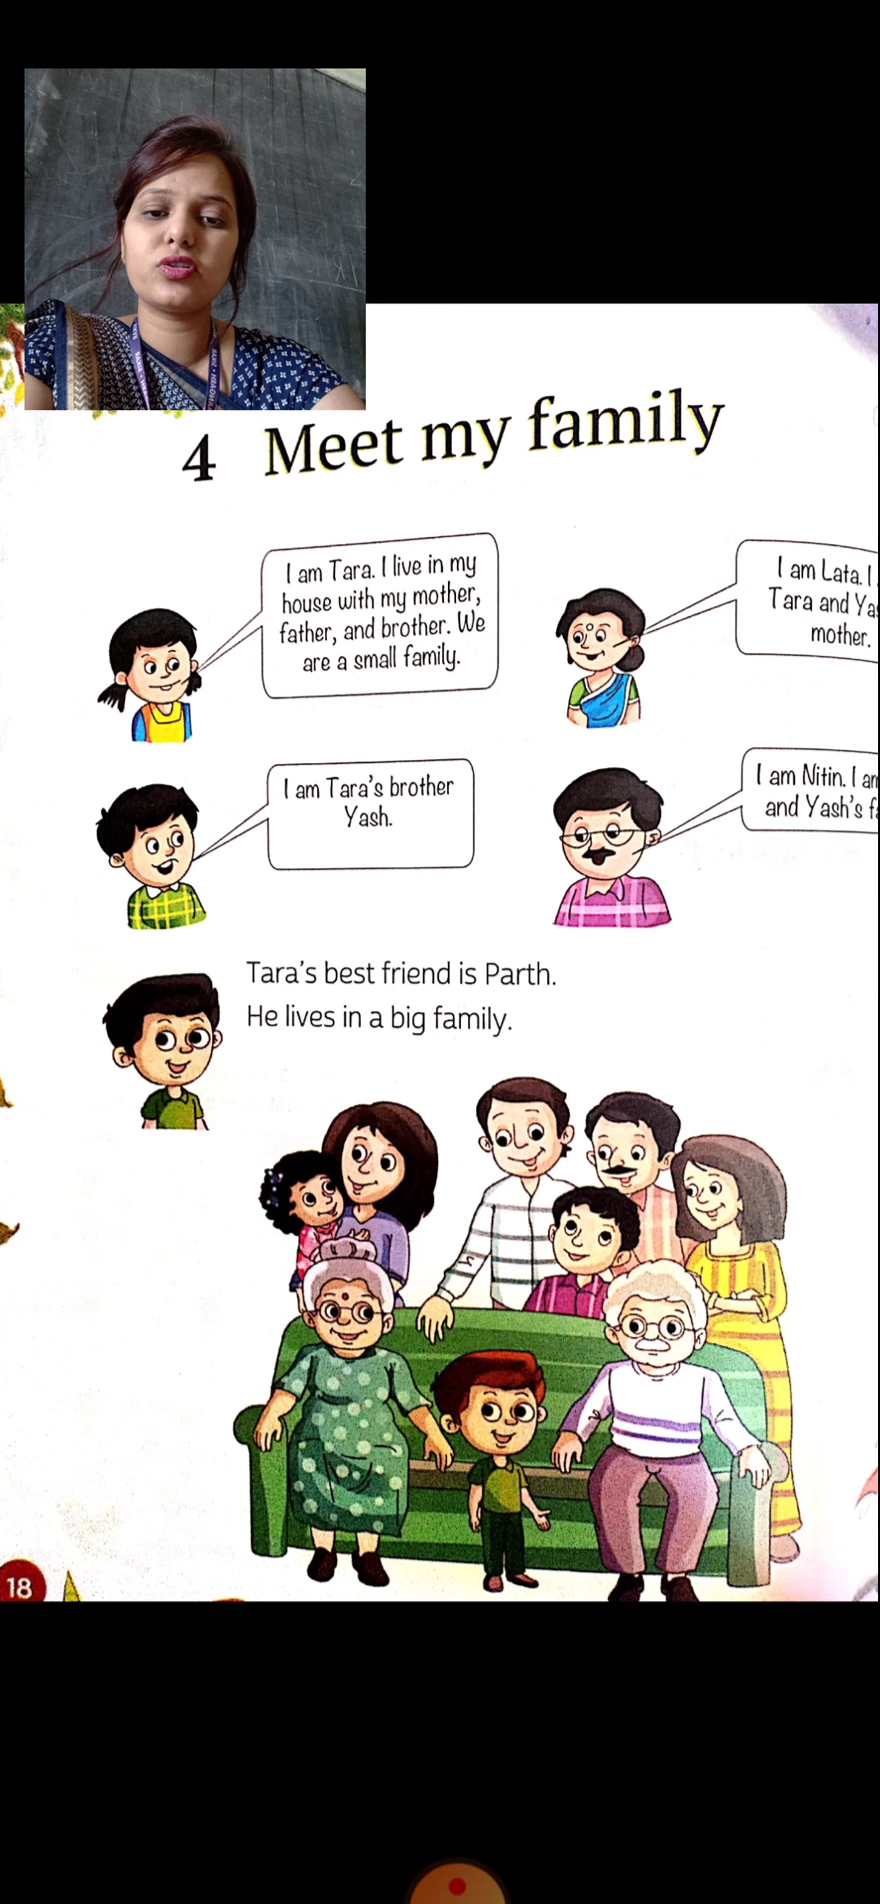 4 Meet my family
I am Tara. I live in my
house with my mother,
father, and brother. We
are a small family.
I am Lata. I
Tara and
mother.
I am Tara's brother
Yash.
I am Nitin. I
and Yash's
Tara's best friend is Parth.
He lives in a big family.
18